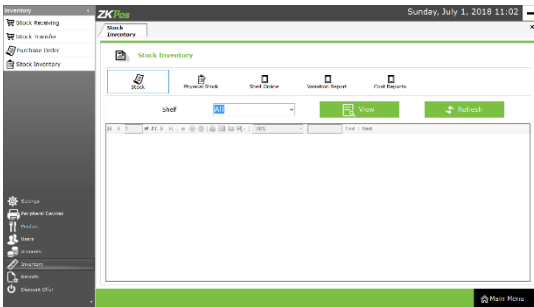 Inventory
Stock Receiving
Stock Transfer
Purchase Order
Stock Inventory
Settings
Peripheral Devices
Product
Users
Accounts
Inventory
Reports
Discount Offer
ZKPos
Sunday, July 1, 2018 11:02
Stock
Inventory
x
Stock Inventory
Stock
Physical Stock
Shelf Online
Variation Report
Cost Reports
Shelf
All
View
Refresh
100%
Find | Next
Main Menu